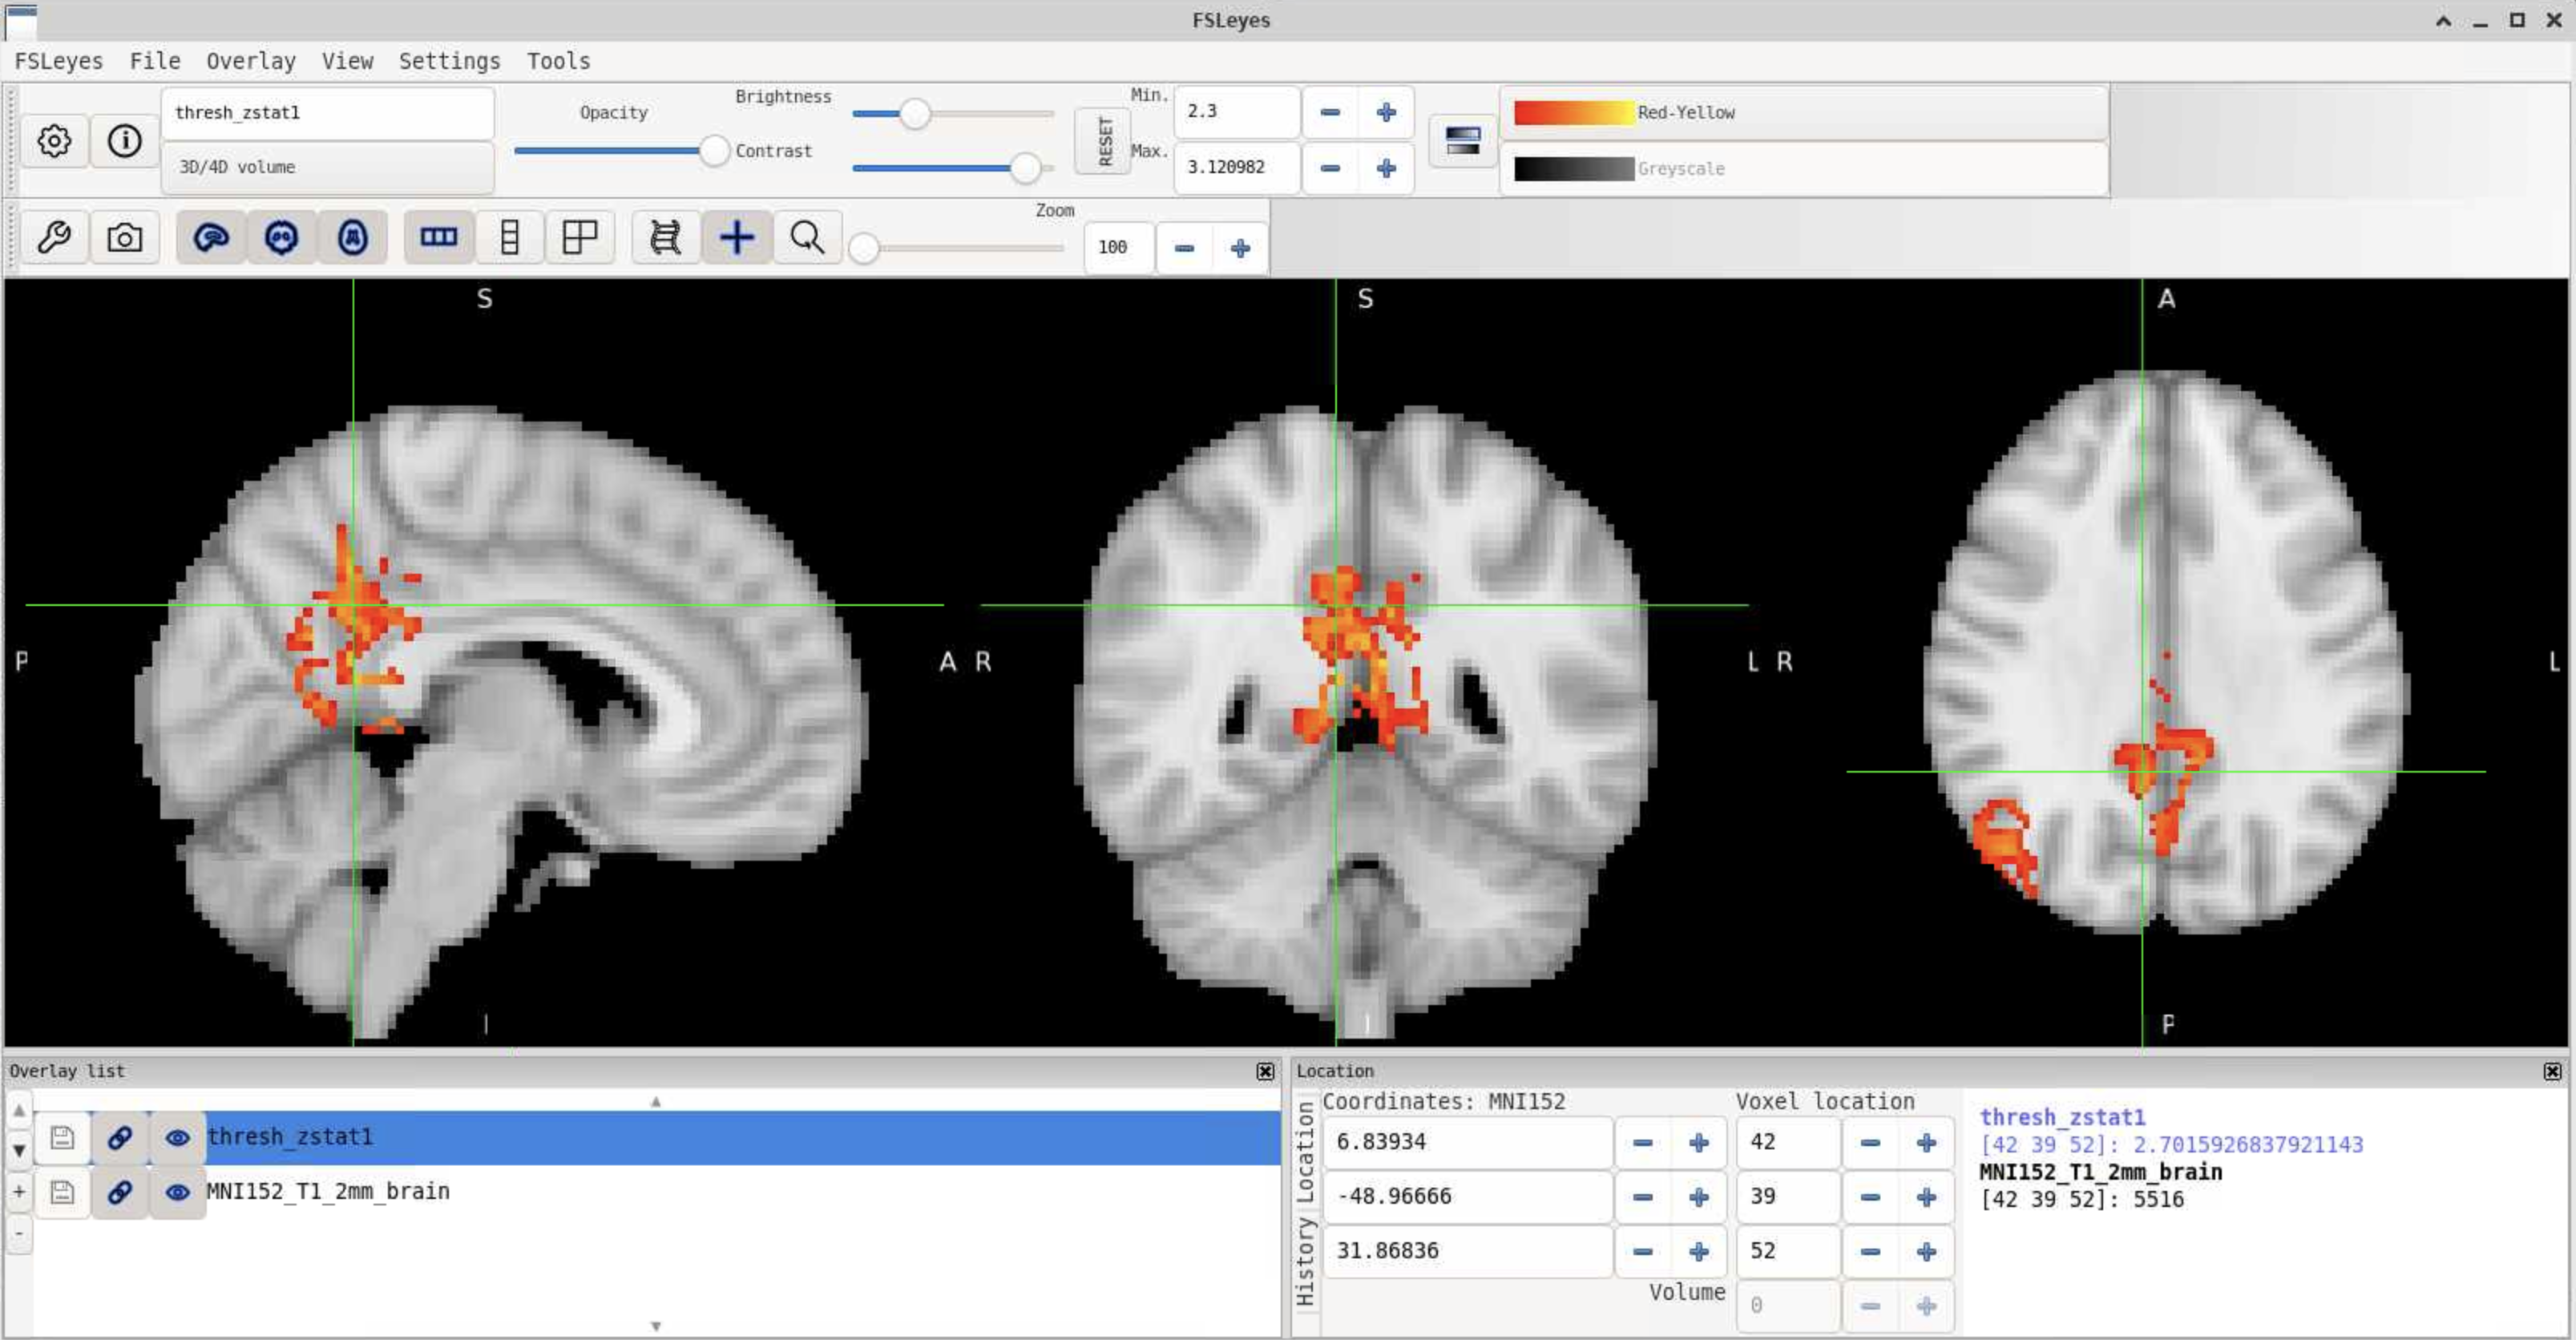 FSLeyes
FSLeyes File Overlay View Settings Tools
thresh_zstat1
3D/4D volume
Opacity
Brightness
Contrast
RESET
Min.
2.3
Max.
3.120982
Red-Yellow
Greyscale
Zoom
100
S
P
A
I
S
R
L
I
A
R
L
P
Overlay list
thresh_zstat1
MNI152_T1_2mm_brain
Location
Location
History
Coordinates: MNI152
6.83934
-48.96666
31.86836
Voxel location
42
39
52
Volume
0
thresh_zstat1
[42 39 52]: 2.7015926837921143
MNI152_T1_2mm_brain
[42 39 52]: 5516